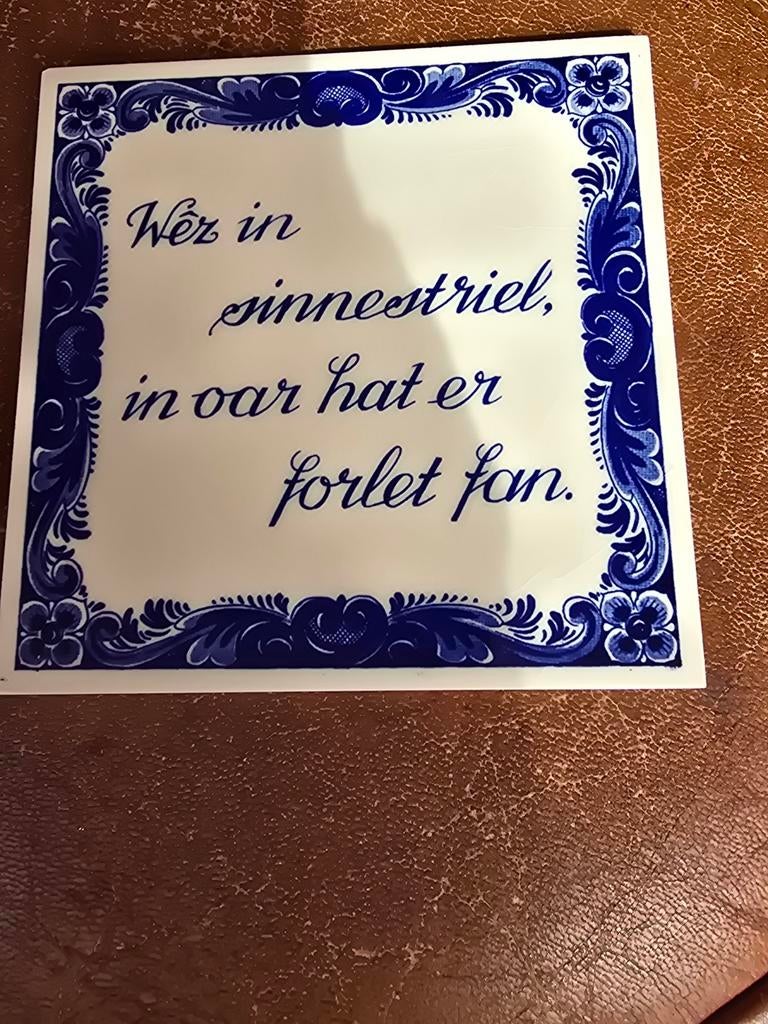 Wêz in
sinnestriel,
in oar hat er
forlet fan.